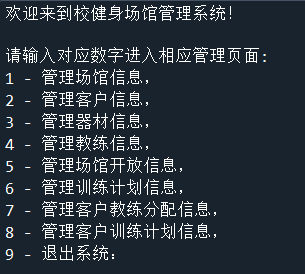 欢迎来到校健身场馆管理系统!
请输入对应数字进入相应管理页面:
1 - 管理场馆信息,
2 - 管理客户信息,
3 - 管理器材信息,
4 - 管理教练信息,
5 - 管理场馆开放信息,
6 - 管理训练计划信息,
7 - 管理客户教练分配信息,
8 - 管理客户训练计划信息,
9 - 退出系统: